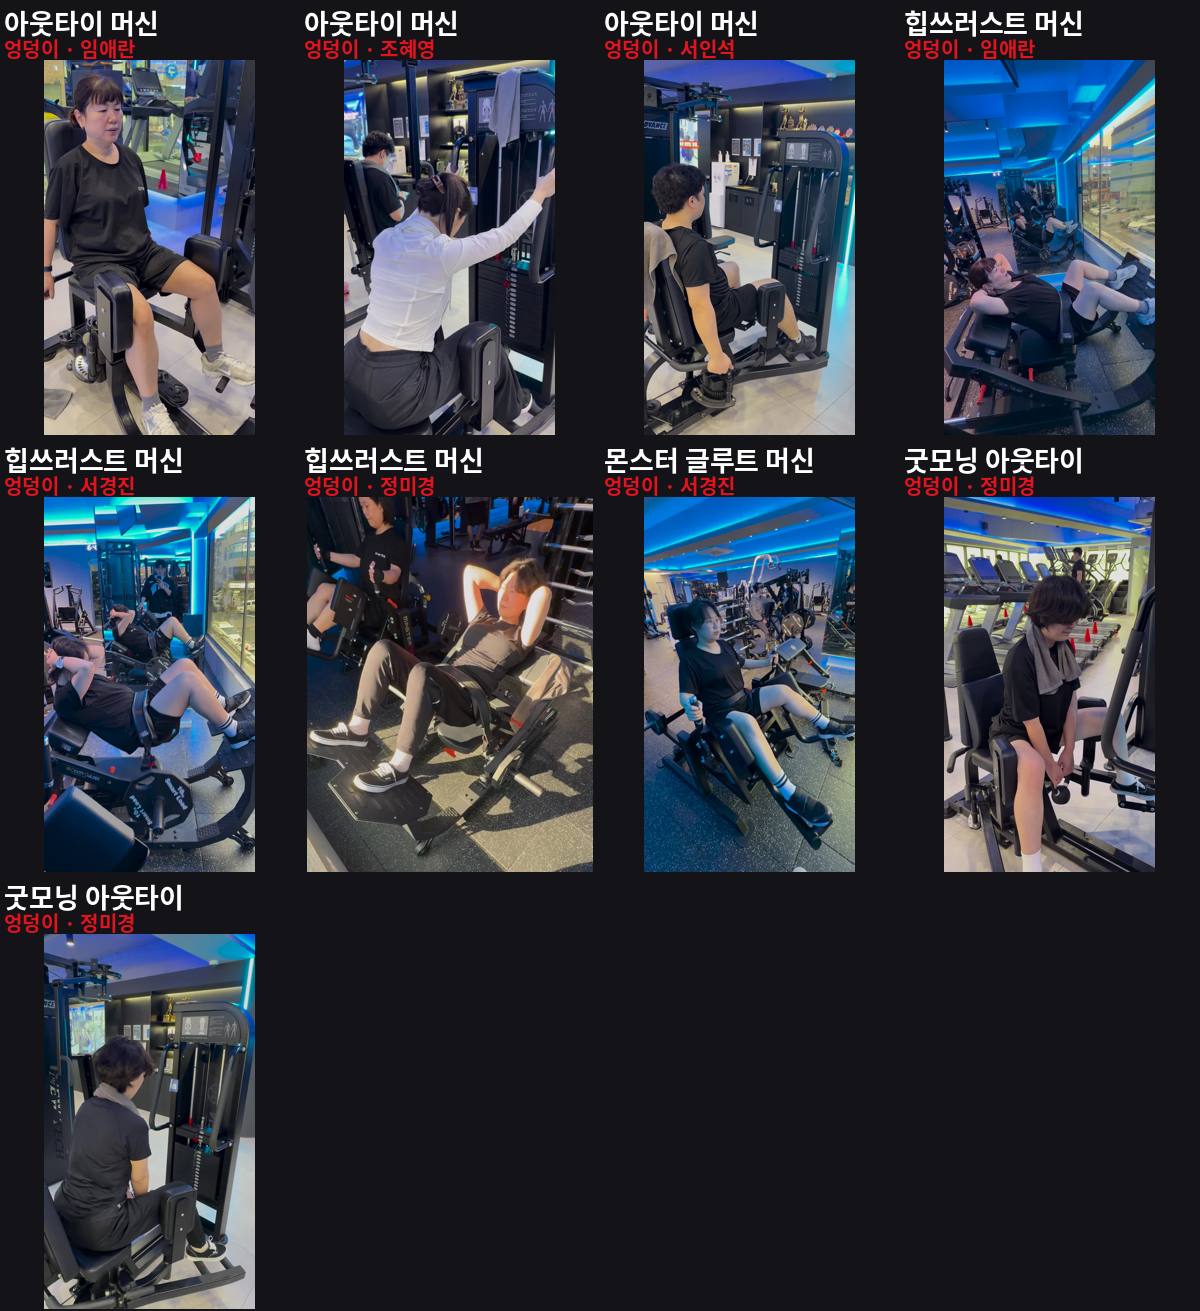 아웃타이 머신
엉덩이 · 임애란
아웃타이 머신
엉덩이 · 조혜영
아웃타이 머신
엉덩이 · 서인석
힙쓰러스트 머신
엉덩이 · 임애란
힙쓰러스트 머신
엉덩이 · 서경진
힙쓰러스트 머신
엉덩이 · 정미경
몬스터 글루트 머신
엉덩이 · 서경진
굿모닝 아웃타이
엉덩이 · 정미경
굿모닝 아웃타이
엉덩이 · 정미경